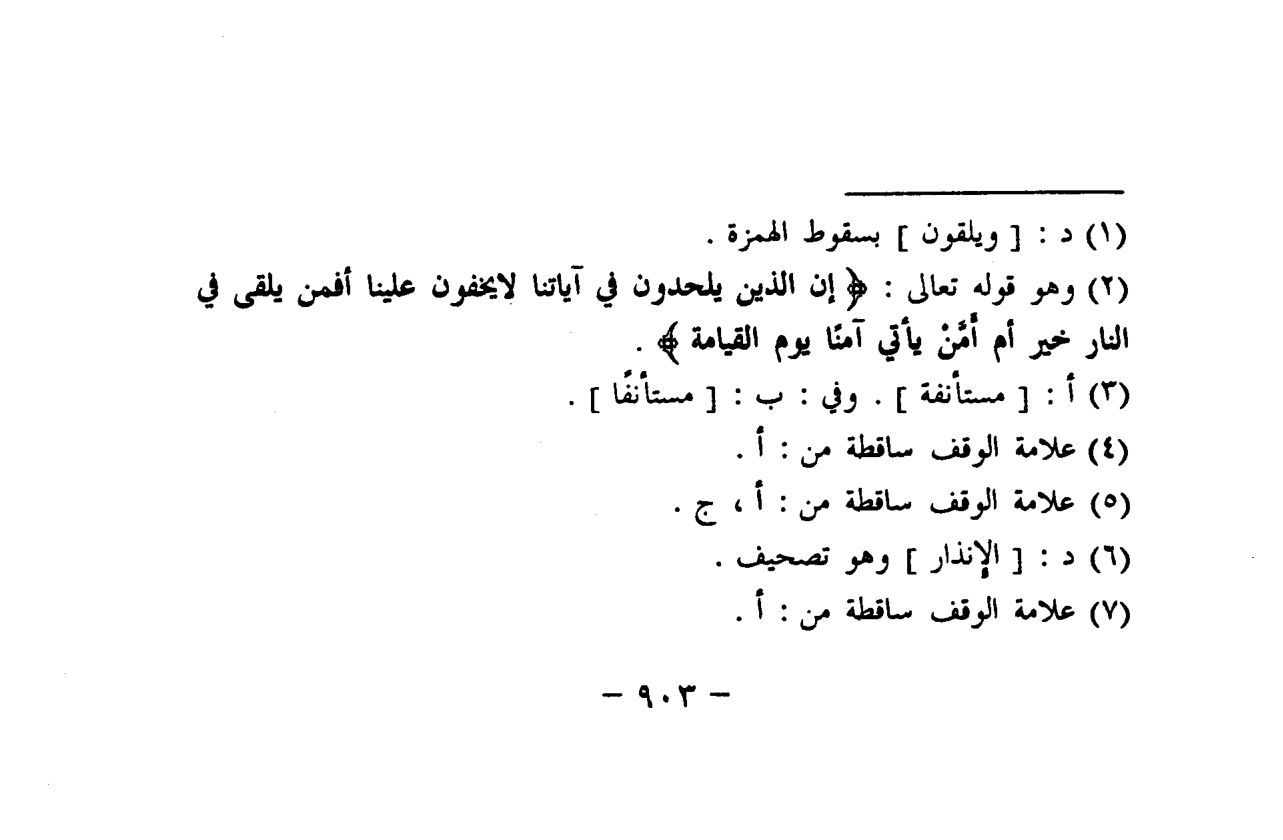 (١) د : [ ويلقون ] بسقوط الهمزة .
(٢) وهو قوله تعالى : ﴿ إن الذين يلحدون في آياتنا لايخفون علينا أفمن يلقى في
النار خير أم أَمَّنْ يأتي آمنًا يوم القيامة ﴾ .
(٣) أ : [ مستأنفة ] . وفي : ب : [ مستأنفًا ] .
(٤) علامة الوقف ساقطة من : أ .
(٥) علامة الوقف ساقطة من : أ ، ج .
(٦) د : [ الإنذار ] وهو تصحيف .
(٧) علامة الوقف ساقطة من : أ .
– ٩٠٣ –